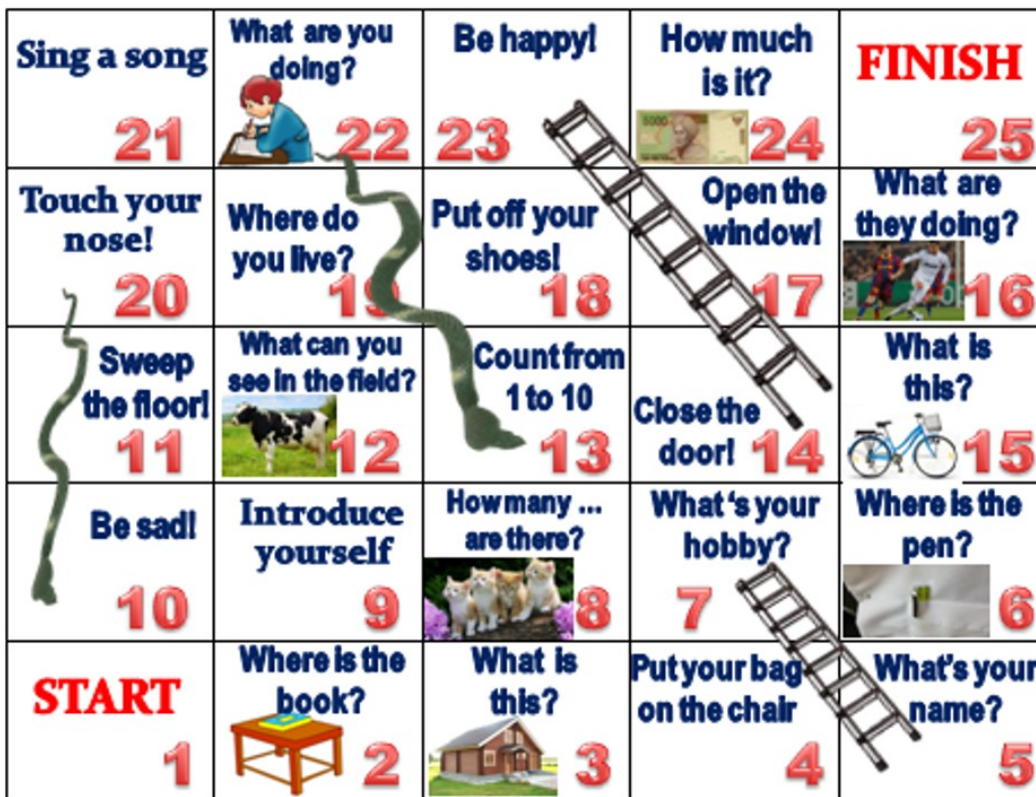 Sing a song
21
What are you
doing?
22
Be happy!
23
How much
is it?
5000
24
FINISH
25
Touch your
nose!
20
Where do
you live?
19
Put off your
shoes!
18
Open the
window!
17
What are
they doing?
16
Sweep
the floor!
11
What can you
see in the field?
12
Count from
1 to 10
13
Close the
door!
14
What is
this?
15
Be sad!
10
Introduce
yourself
9
How many ...
are there?
8
What 's your
hobby?
7
Where is the
pen?
6
START
1
Where is the
book?
2
What is
this?
3
Put your bag
on the chair
4
What's your
name?
5